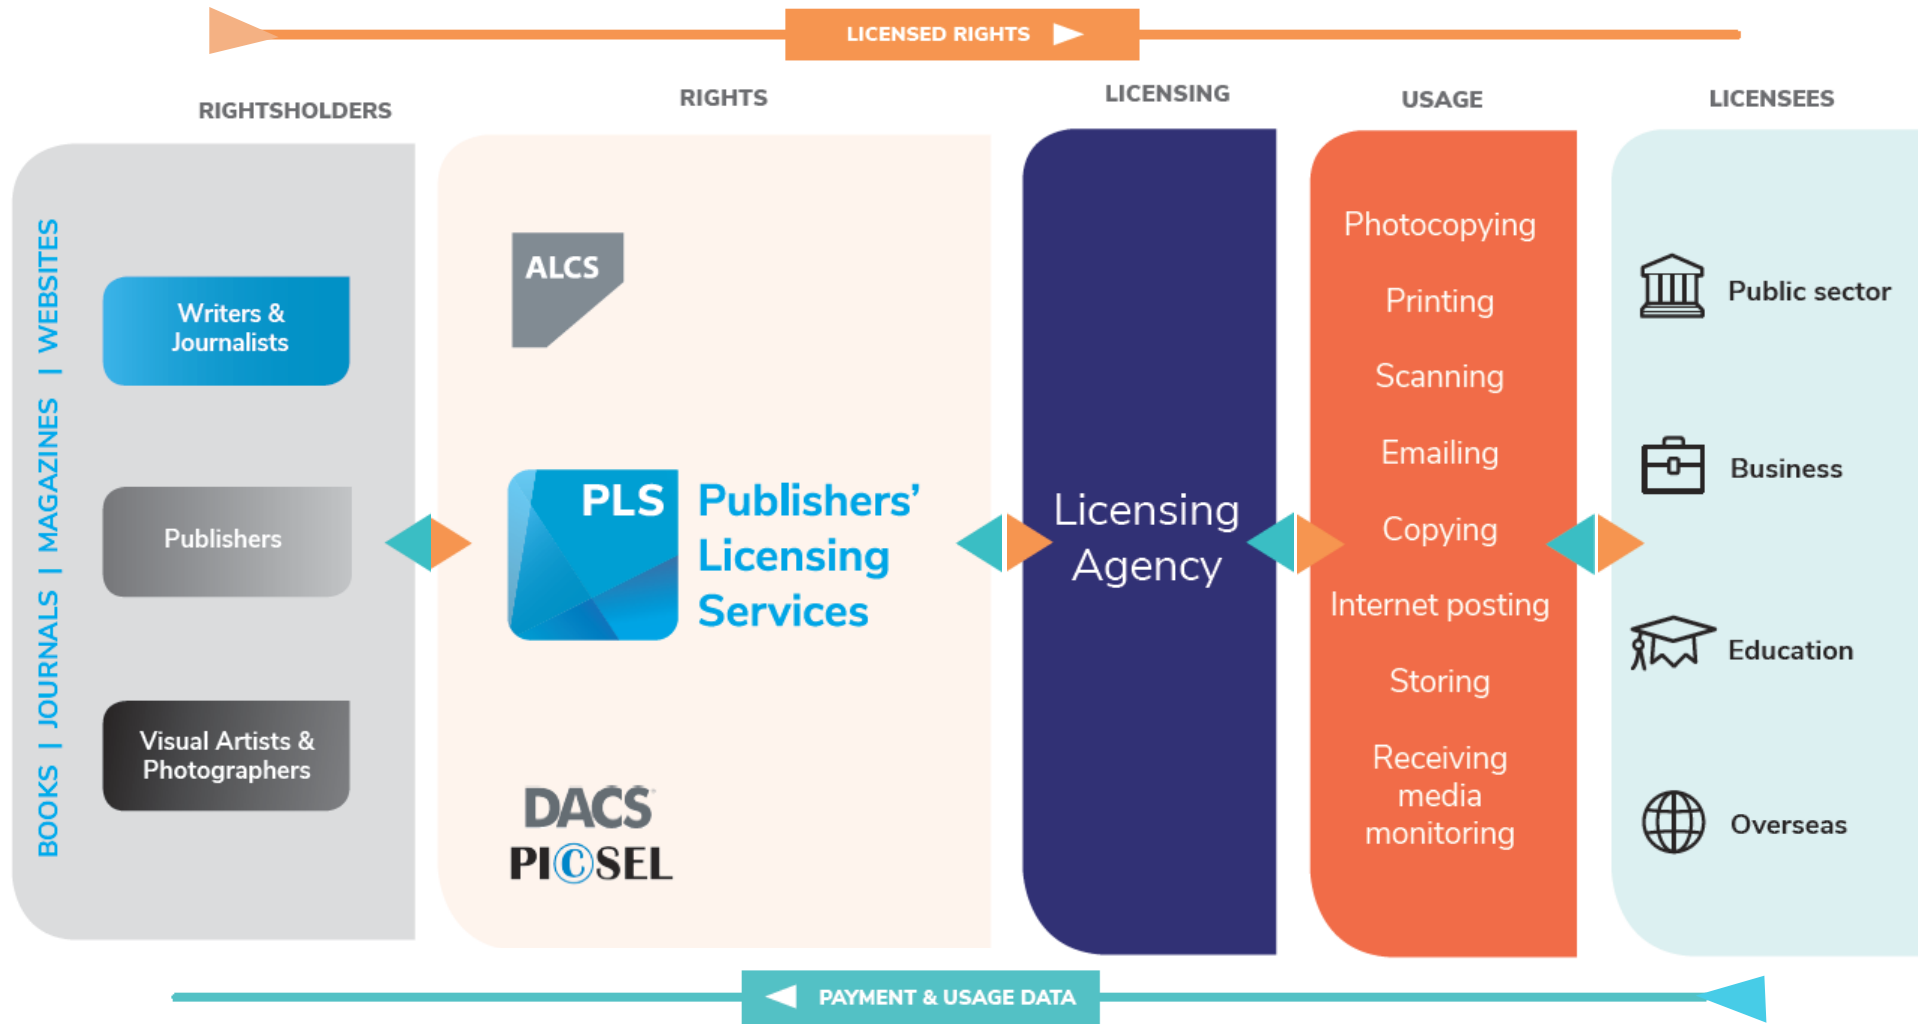 LICENSED RIGHTS
RIGHTSHOLDERS
RIGHTS
LICENSING
USAGE
LICENSEES
BOOKS | JOURNALS | MAGAZINES | WEBSITES
Writers &
Journalists
Publishers
Visual Artists &
Photographers
ALCS
PLS
Publishers’
Licensing
Services
DACS
PICSEL
Licensing
Agency
Photocopying
Printing
Scanning
Emailing
Copying
Internet posting
Storing
Receiving
media
monitoring
Public sector
Business
Education
Overseas
PAYMENT & USAGE DATA